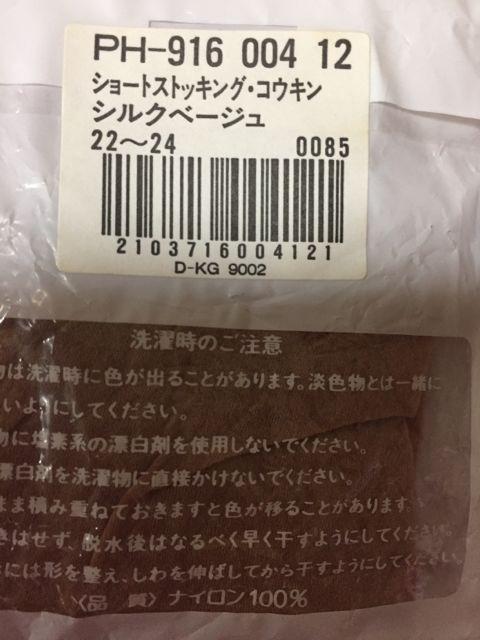 PH-916 004 12
ショートストッキング・コウキン
シルクベージュ
22〜24 0085
2103716004121
D-KG 9002
洗濯時のご注意
物は洗濯時に色が出ることがあります。淡色物とは一緒に
いようにしてください。
物に塩素系の漂白剤を使用しないでください。
漂白剤を洗濯物に直接かけないでください。
まま積み重ねておきますと色が移ることがあります。
きはせず、脱水後はなるべく早く干すようにしてください。
には形を整え、しわを伸ばしてから干すようにしてください。
〈品 質〉ナイロン100%